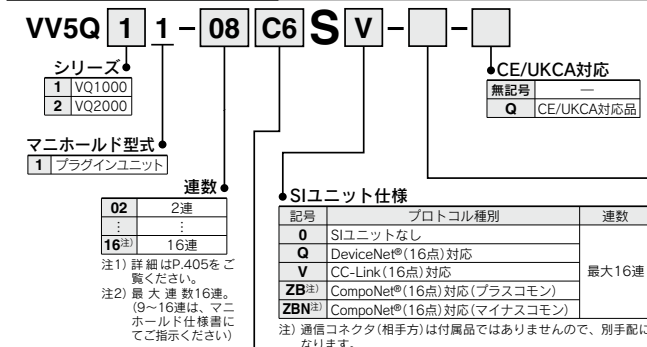 VV5Q 1 1 - 08 C6 S V - □ - □
シリーズ
1 VQ1000
2 VQ2000
マニホールド型式
1 プラグインユニット
連数
02 2連
⋮ ⋮
16注) 16連
注1) 詳細はP.405をご
覧ください。
注2) 最大連数16連。
(9～16連は、マニ
ホールド仕様書に
てご指示ください)
CE/UKCA対応
無記号 —
Q CE/UKCA対応品
SIユニット仕様
記号 プロトコル種別 連数
0 SIユニットなし 最大16連
Q DeviceNet®(16点)対応
V CC-Link(16点)対応
ZB注) CompoNet®(16点)対応(プラスコモン)
ZBN注) CompoNet®(16点)対応(マイナスコモン)
注) 通信コネクタ(相手方)は付属品ではありませんので、別手配に
なります。